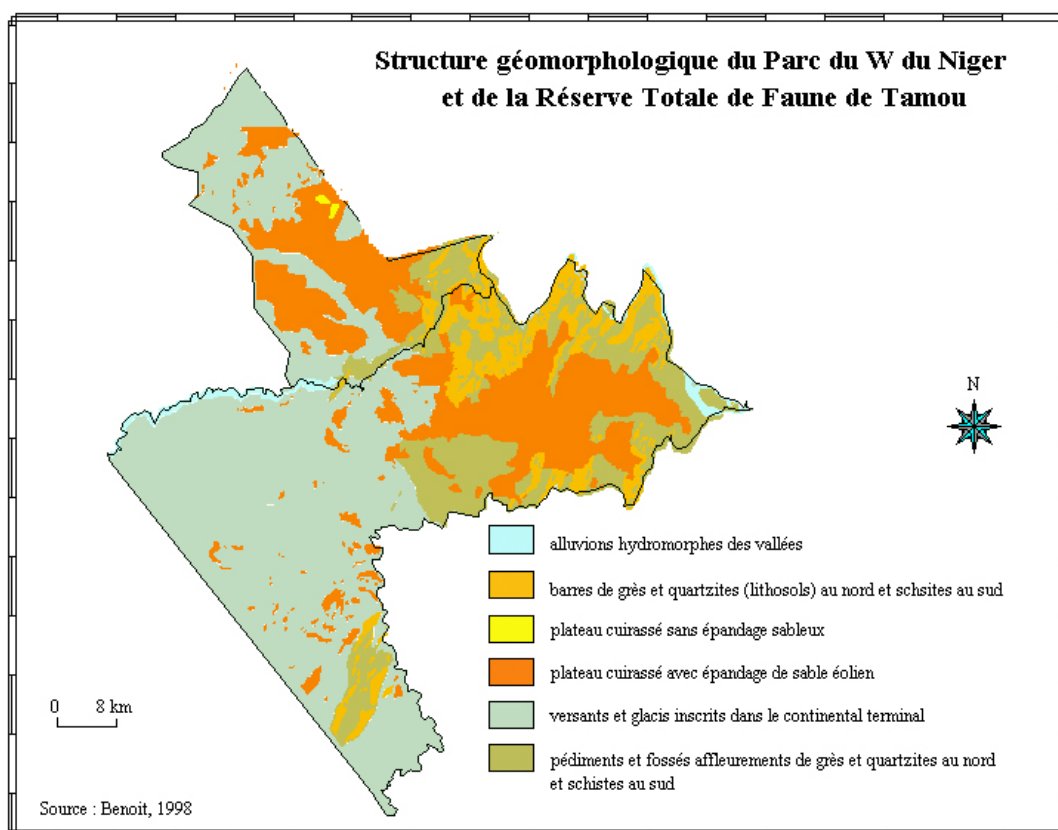 Structure géomorphologique du Parc du W du Niger
et de la Réserve Totale de Faune de Tamou
N
alluvions hydromorphes des vallées
barres de grès et quartzites (lithosols) au nord et schsites au sud
plateau cuirassé sans épandage sableux
plateau cuirassé avec épandage de sable éolien
versants et glacis inscrits dans le continental terminal
pédiments et fossés affleurements de grès et quartzites au nord
et schistes au sud
0 8 km
Source : Benoit, 1998